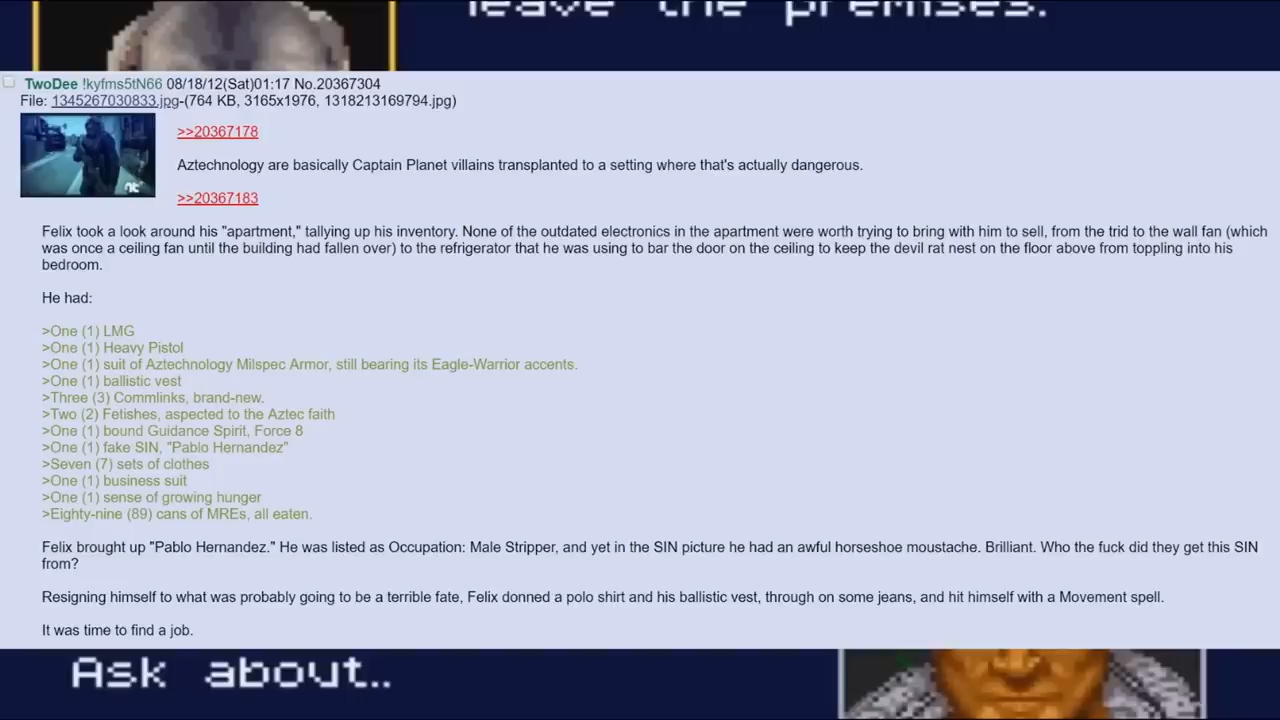 leave the premises.
TwoDee !kyfms5tN66 08/18/12(Sat)01:17 No.20367304
File: 1345267030833.jpg-(764 KB, 3165x1976, 1318213169794.jpg)
>>20367178
Aztechnology are basically Captain Planet villains transplanted to a setting where that's actually dangerous.
>>20367183
Felix took a look around his "apartment," tallying up his inventory. None of the outdated electronics in the apartment were worth trying to bring with him to sell, from the trid to the wall fan (which
was once a ceiling fan until the building had fallen over) to the refrigerator that he was using to bar the door on the ceiling to keep the devil rat nest on the floor above from toppling into his
bedroom.
He had:
>One (1) LMG
>One (1) Heavy Pistol
>One (1) suit of Aztechnology Milspec Armor, still bearing its Eagle-Warrior accents.
>One (1) ballistic vest
>Three (3) Commlinks, brand-new.
>Two (2) Fetishes, aspected to the Aztec faith
>One (1) bound Guidance Spirit, Force 8
>One (1) fake SIN, "Pablo Hernandez"
>Seven (7) sets of clothes
>One (1) business suit
>One (1) sense of growing hunger
>Eighty-nine (89) cans of MREs, all eaten.
Felix brought up "Pablo Hernandez." He was listed as Occupation: Male Stripper, and yet in the SIN picture he had an awful horseshoe moustache. Brilliant. Who the fuck did they get this SIN
from?
Resigning himself to what was probably going to be a terrible fate, Felix donned a polo shirt and his ballistic vest, through on some jeans, and hit himself with a Movement spell.
It was time to find a job.
Ask about..